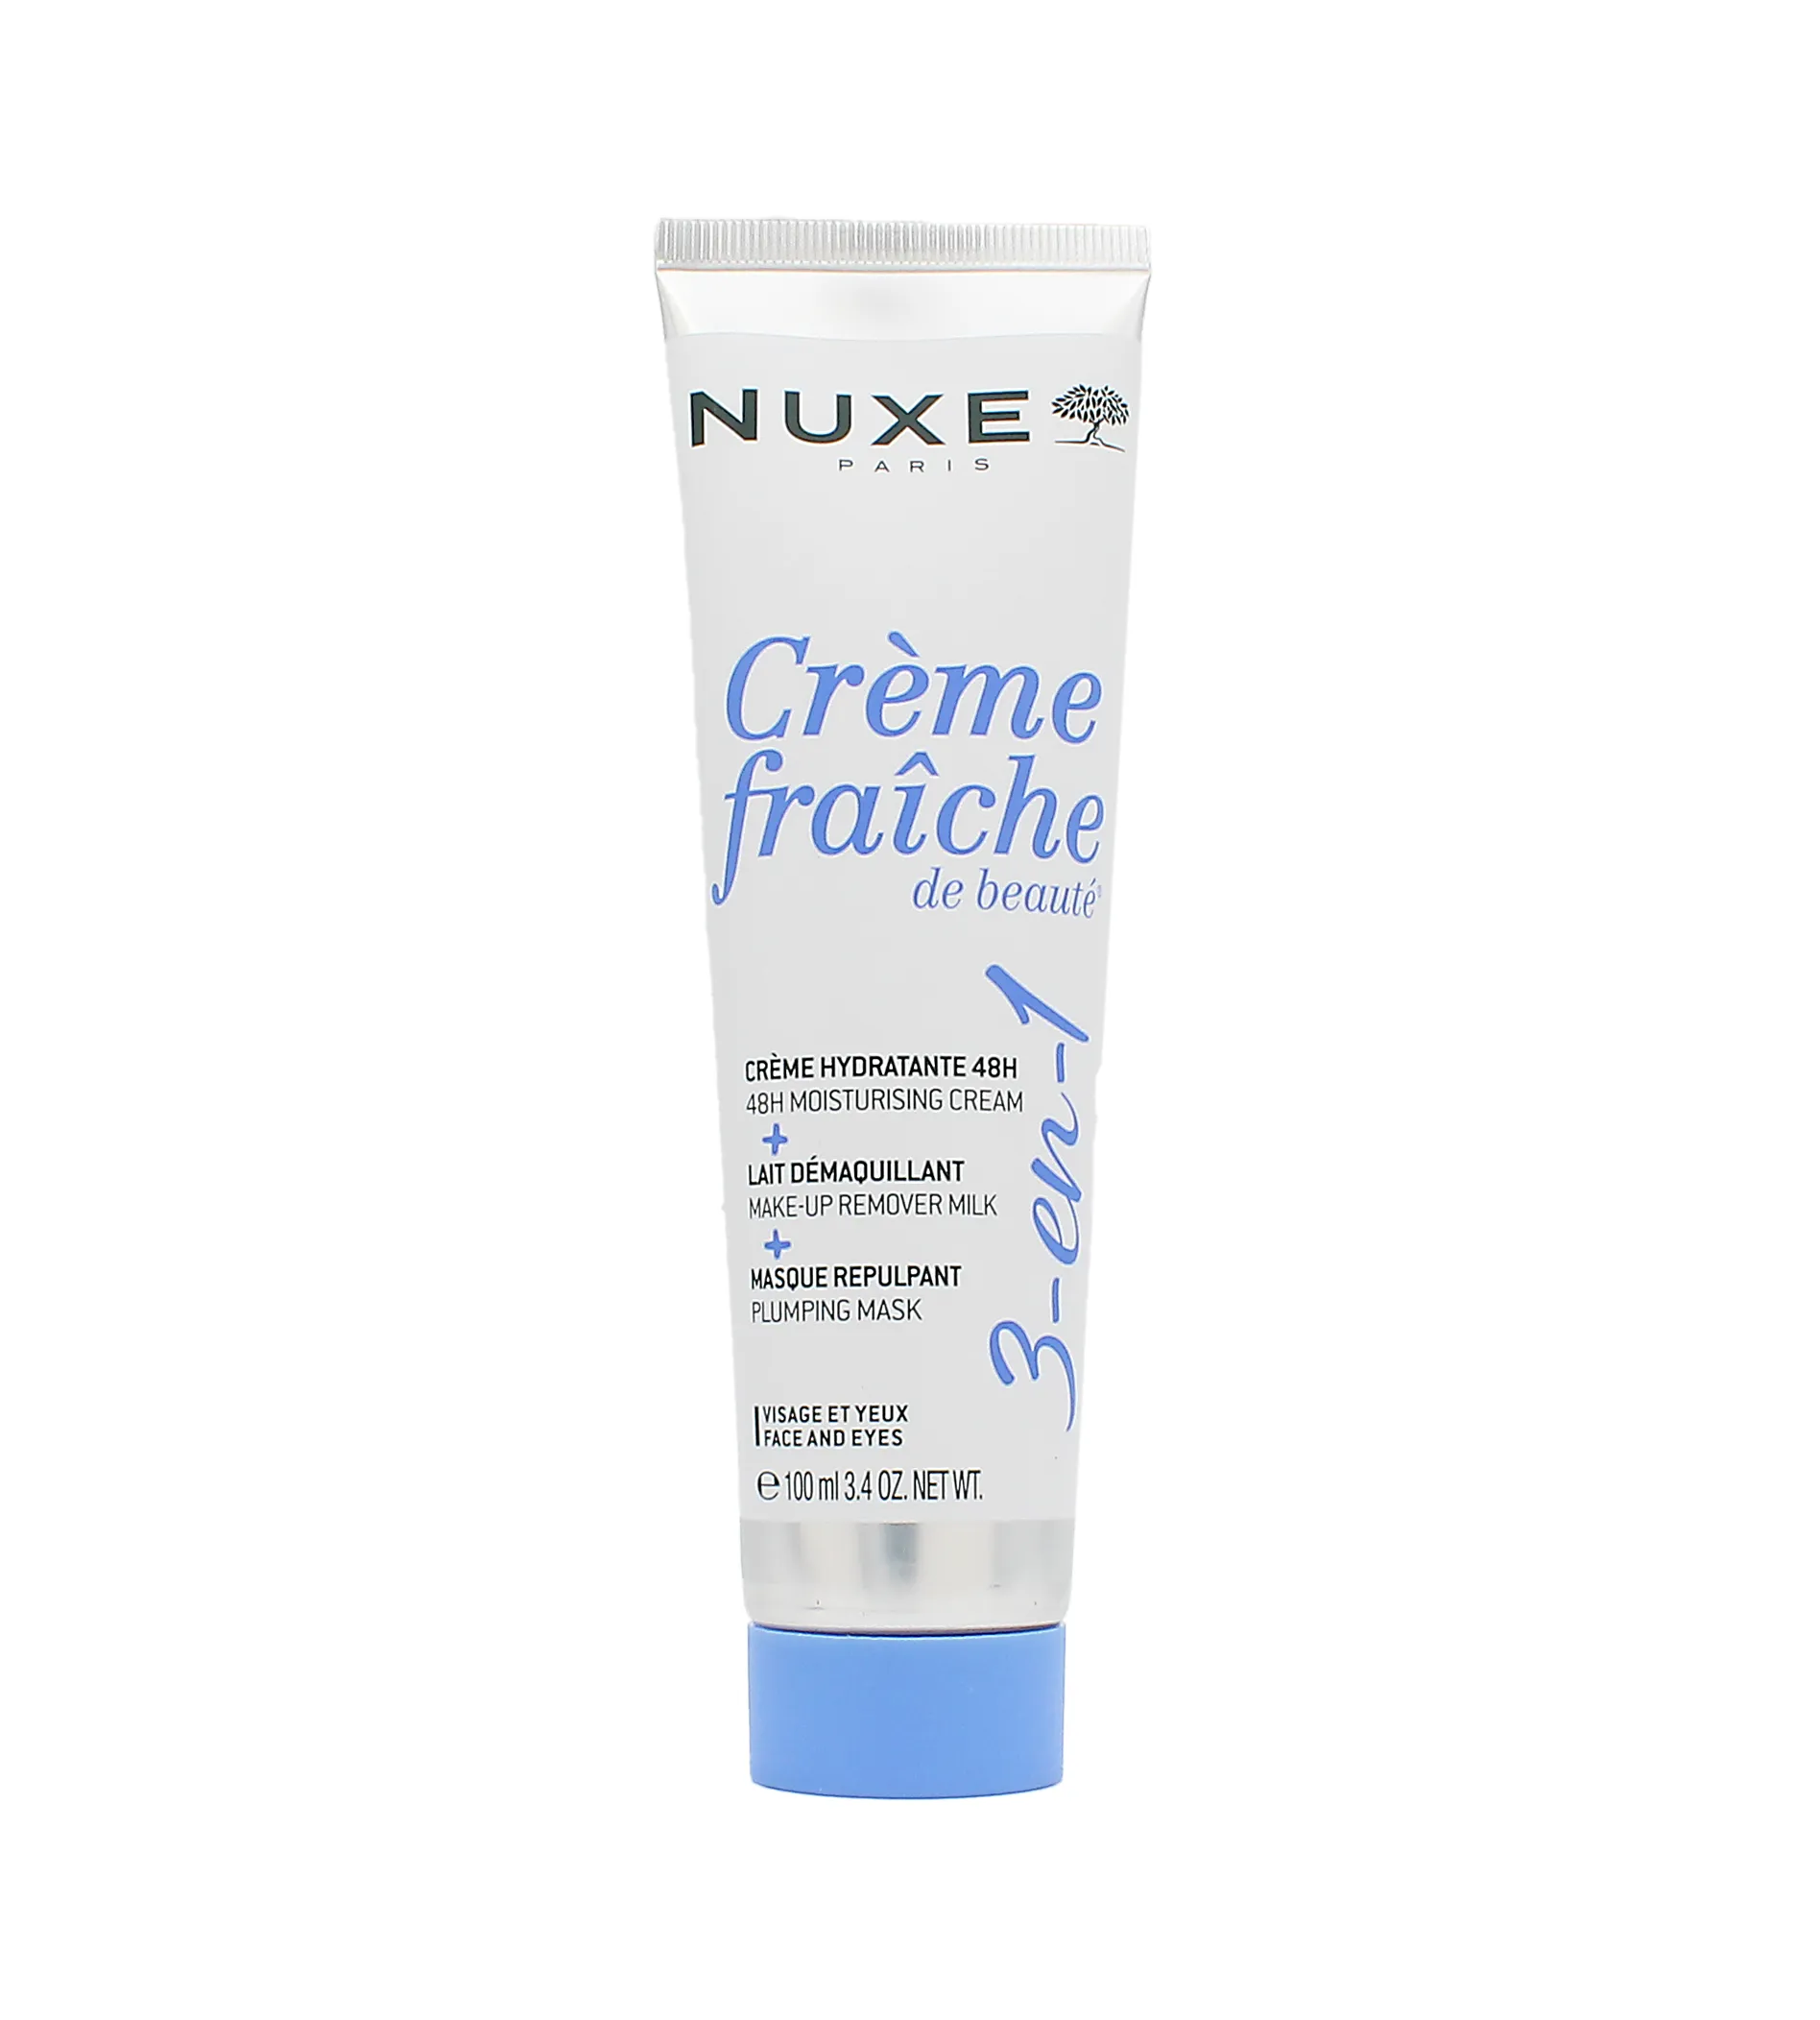 NUXE
PARIS
Crème
fraîche
de beauté®
3-en-1
CRÈME HYDRATANTE 48H
48H MOISTURISING CREAM
+
LAIT DÉMAQUILLANT
MAKE-UP REMOVER MILK
+
MASQUE REPULPANT
PLUMPING MASK
VISAGE ET YEUX
FACE AND EYES
℮ 100 ml 3.4 OZ. NET WT.